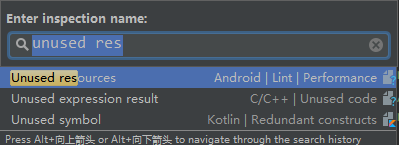 Enter inspection name:
unused res
Unused resources Android | Lint | Performance
Unused expression result C/C++ | Unused code
Unused symbol Kotlin | Redundant constructs
Press Alt+向上箭头 or Alt+向下箭头 to navigate through the search history